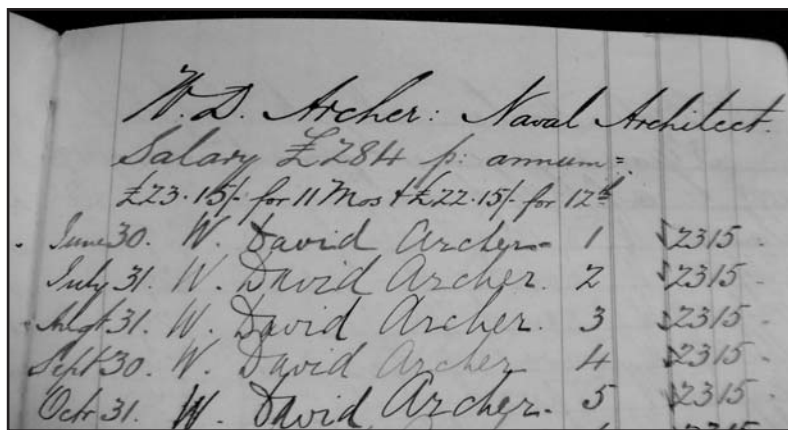 W. D. Archer: Naval Architect.
Salary £284 p: annum =
£23.15/- for 11 Mos + £22.15/- for 12th
June 30. W. David Archer - 1 £23 15 -
July 31. W. David Archer. 2 £23 15 -
Augt 31. W. David Archer. 3 £23 15 -
Sept 30. W. David Archer 4 £23 15 -
Octr 31. W. David Archer - 5 £23 15 -